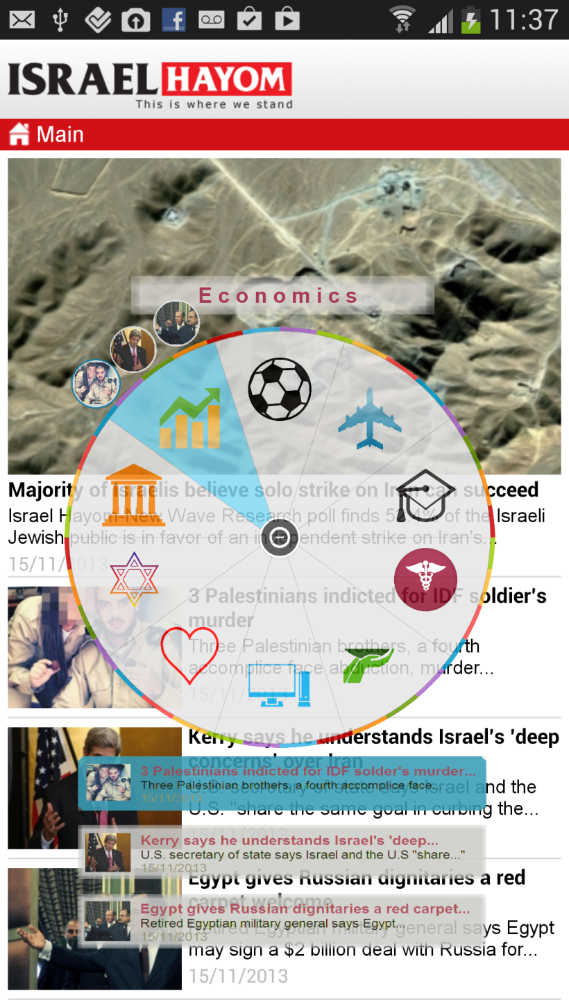 11:37
ISRAEL HAYOM
This is where we stand
Main
Economics
Majority of Israelis believe solo strike on Iran can succeed
Israel Hayom-New Wave Research poll finds 52. % of the Israeli
Jewish public is in favor of an independent strike on Iran's...
15/11/2013
3 Palestinians indicted for IDF soldier's
murder
Three Palestinian brothers, a fourth
accomplice face abduction, murder...
15/11/2013
Kerry says he understands Israel's 'deep
concerns' over Iran
U.S. secretary of state says Israel and the
U.S. "share the same goal in curbing the...
15/11/2013
Egypt gives Russian dignitaries a red
carpet welcome
Retired Egyptian military general says Egypt
may sign a $2 billion deal with Russia for...
15/11/2013
3 Palestinians indicted for IDF solder's murder...
Three Palestinian brothers, a fourth accomplice face...
15/11/2013
Kerry says he understands Israel's 'deep...
U.S. secretary of state says Israel and the U.S "share..."
15/11/2013
Egypt gives Russian dignitaries a red carpet...
Retired Egyptian military general says Egypt...
15/11/2013